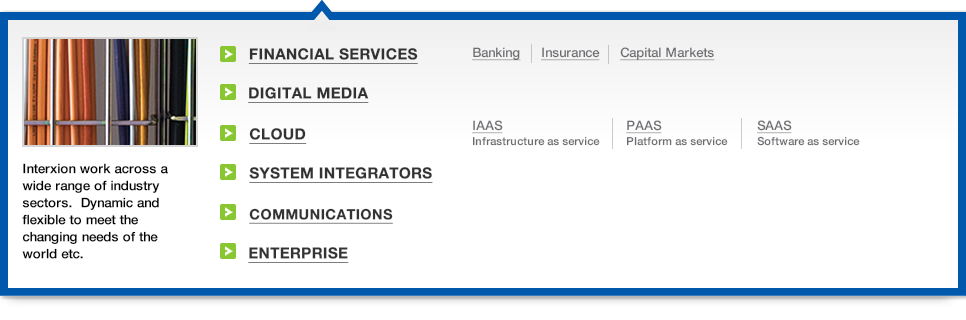 FINANCIAL SERVICES
Banking
Insurance
Capital Markets
DIGITAL MEDIA
CLOUD
IAAS
Infrastructure as service
PAAS
Platform as service
SAAS
Software as service
SYSTEM INTEGRATORS
COMMUNICATIONS
ENTERPRISE
Interxion work across a
wide range of industry
sectors.  Dynamic and
flexible to meet the
changing needs of the
world etc.